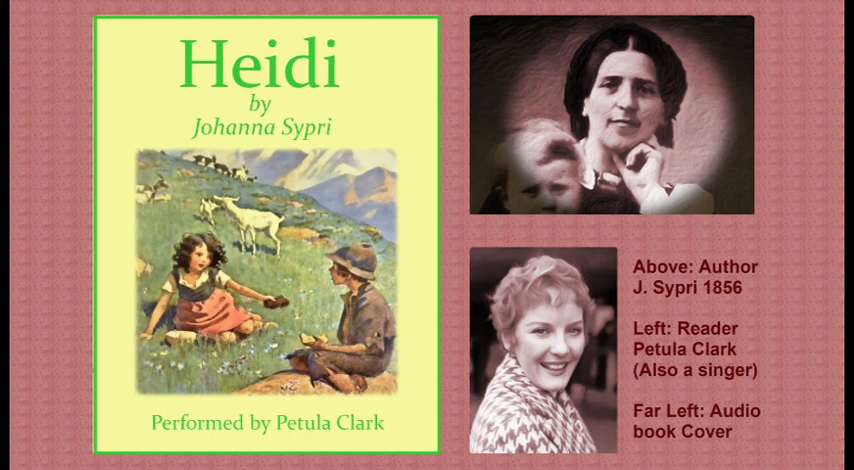 Heidi
by
Johanna Sypri
Performed by Petula Clark
Above: Author
J. Sypri 1856
Left: Reader
Petula Clark
(Also a singer)
Far Left: Audio
book Cover